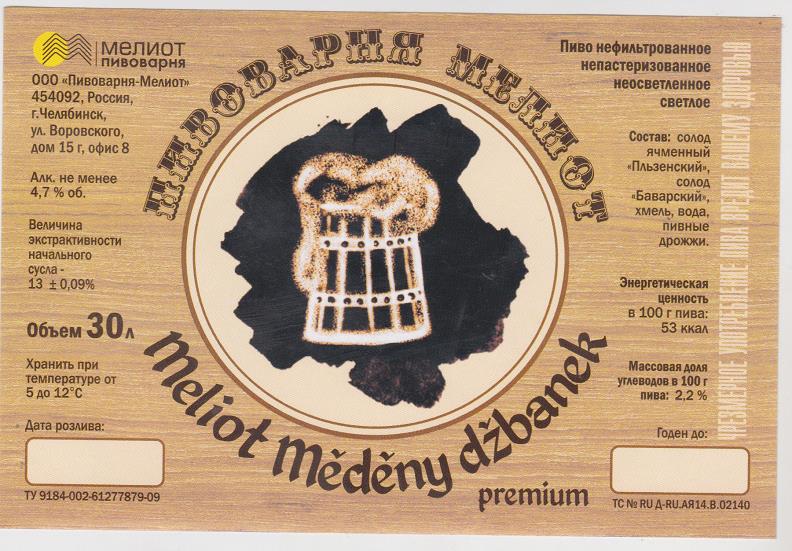 МЕЛИОТ
ПИВОВАРНЯ
ООО «Пивоварня-Мелиот»
454092, Россия,
г.Челябинск,
ул. Воровского,
дом 15 г, офис 8
Алк. не менее
4,7 % об.
Величина
экстрактивности
начального
сусла -
13 ± 0,09%
Объем 30 л
Хранить при
температуре от
5 до 12°С
Дата розлива:
ТУ 9184-002-61277879-09
ПИВОВАРНЯ МЕЛИОТ
Meliot Mĕdĕny džbanek
premium
Пиво нефильтрованное
непастеризованное
неосветленное
светлое
Состав: солод
ячменный
«Пльзенский»,
солод
«Баварский»,
хмель, вода,
пивные
дрожжи.
Энергетическая
ценность
в 100 г пива:
53 ккал
Массовая доля
углеводов в 100 г
пива: 2,2 %
Годен до:
ТС № RU Д-RU.АЯ14.В.02140
ЧРЕЗМЕРНОЕ УПОТРЕБЛЕНИЕ ПИВА ВРЕДИТ ВАШЕМУ ЗДОРОВЬЮ